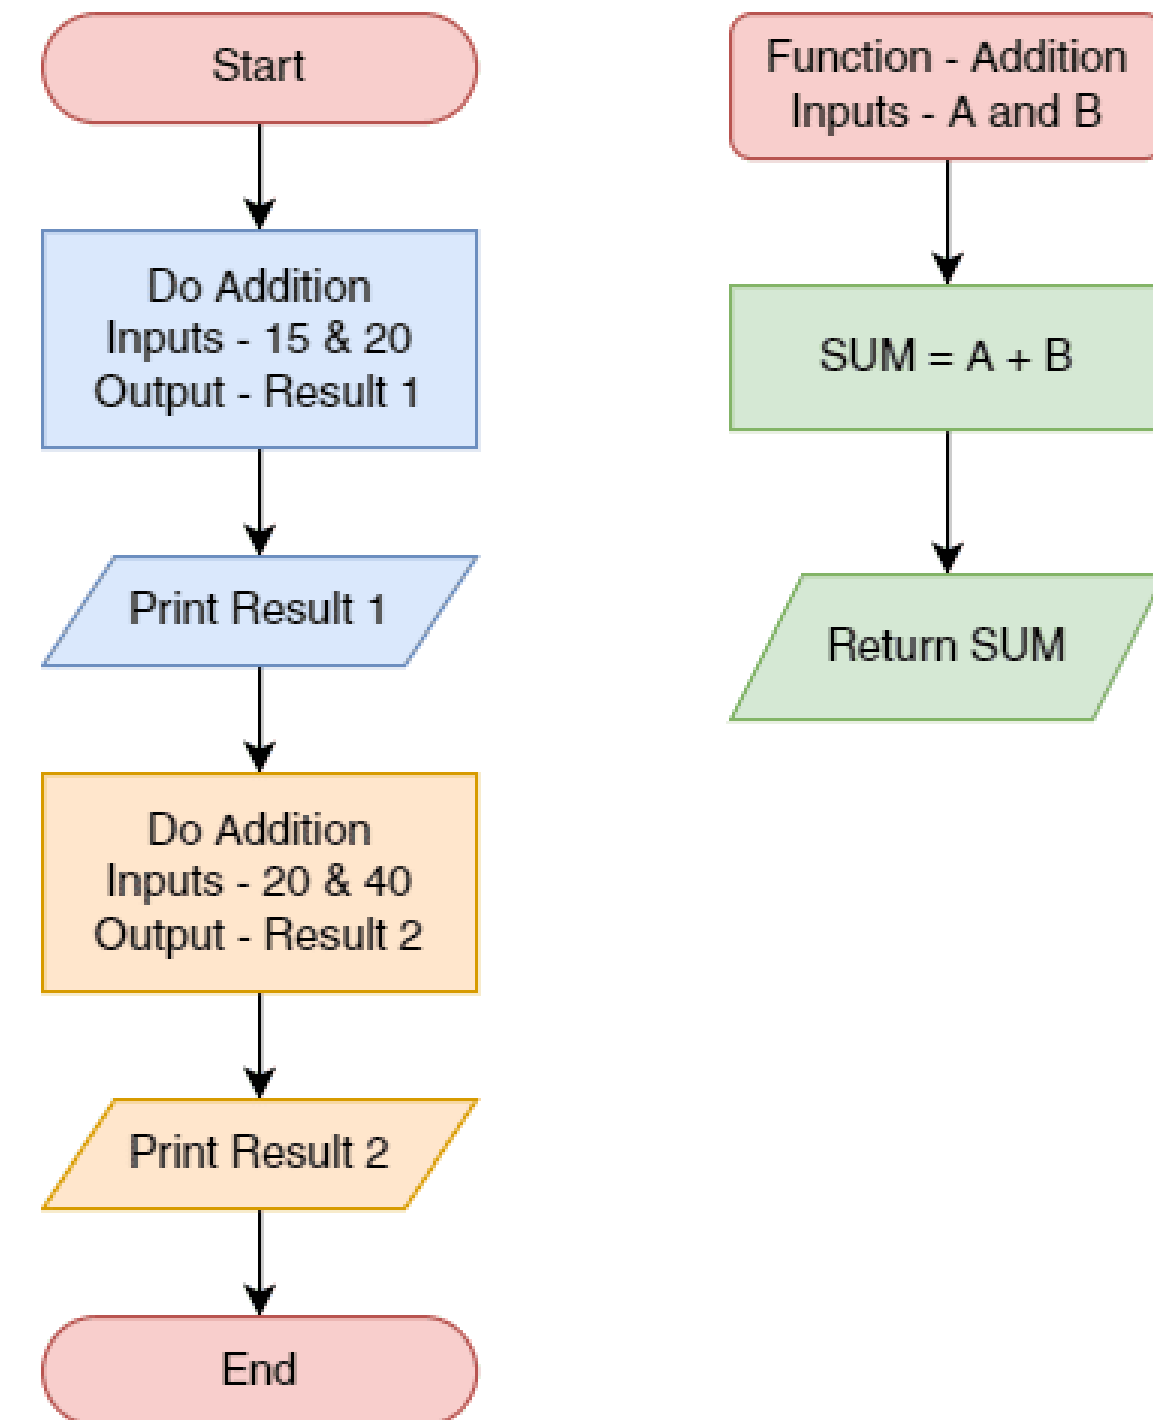 Start
Do Addition
Inputs - 15 & 20
Output - Result 1
Print Result 1
Do Addition
Inputs - 20 & 40
Output - Result 2
Print Result 2
End
Function - Addition
Inputs - A and B
SUM = A + B
Return SUM